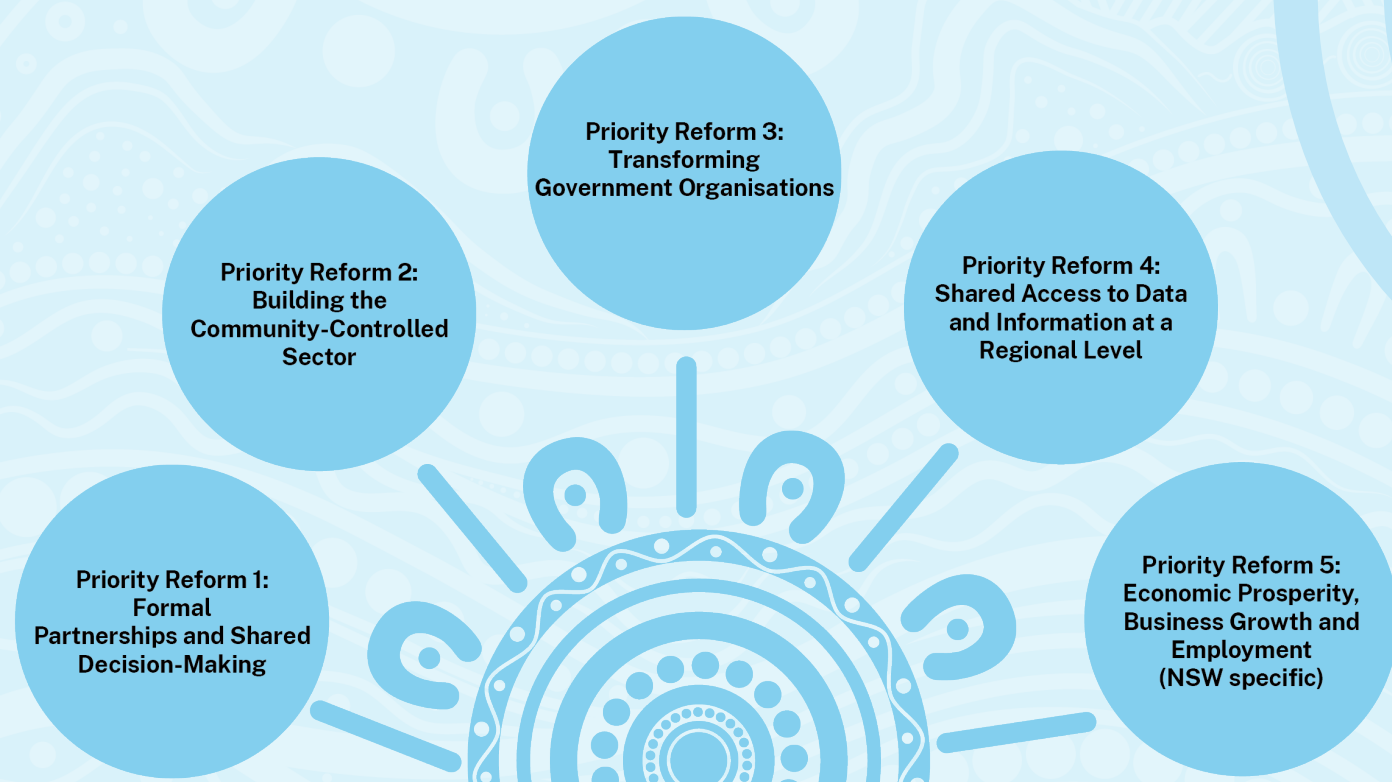 Priority Reform 1:
Formal
Partnerships and Shared
Decision-Making
Priority Reform 2:
Building the
Community-Controlled
Sector
Priority Reform 3:
Transforming
Government Organisations
Priority Reform 4:
Shared Access to Data
and Information at a
Regional Level
Priority Reform 5:
Economic Prosperity,
Business Growth and
Employment
(NSW specific)